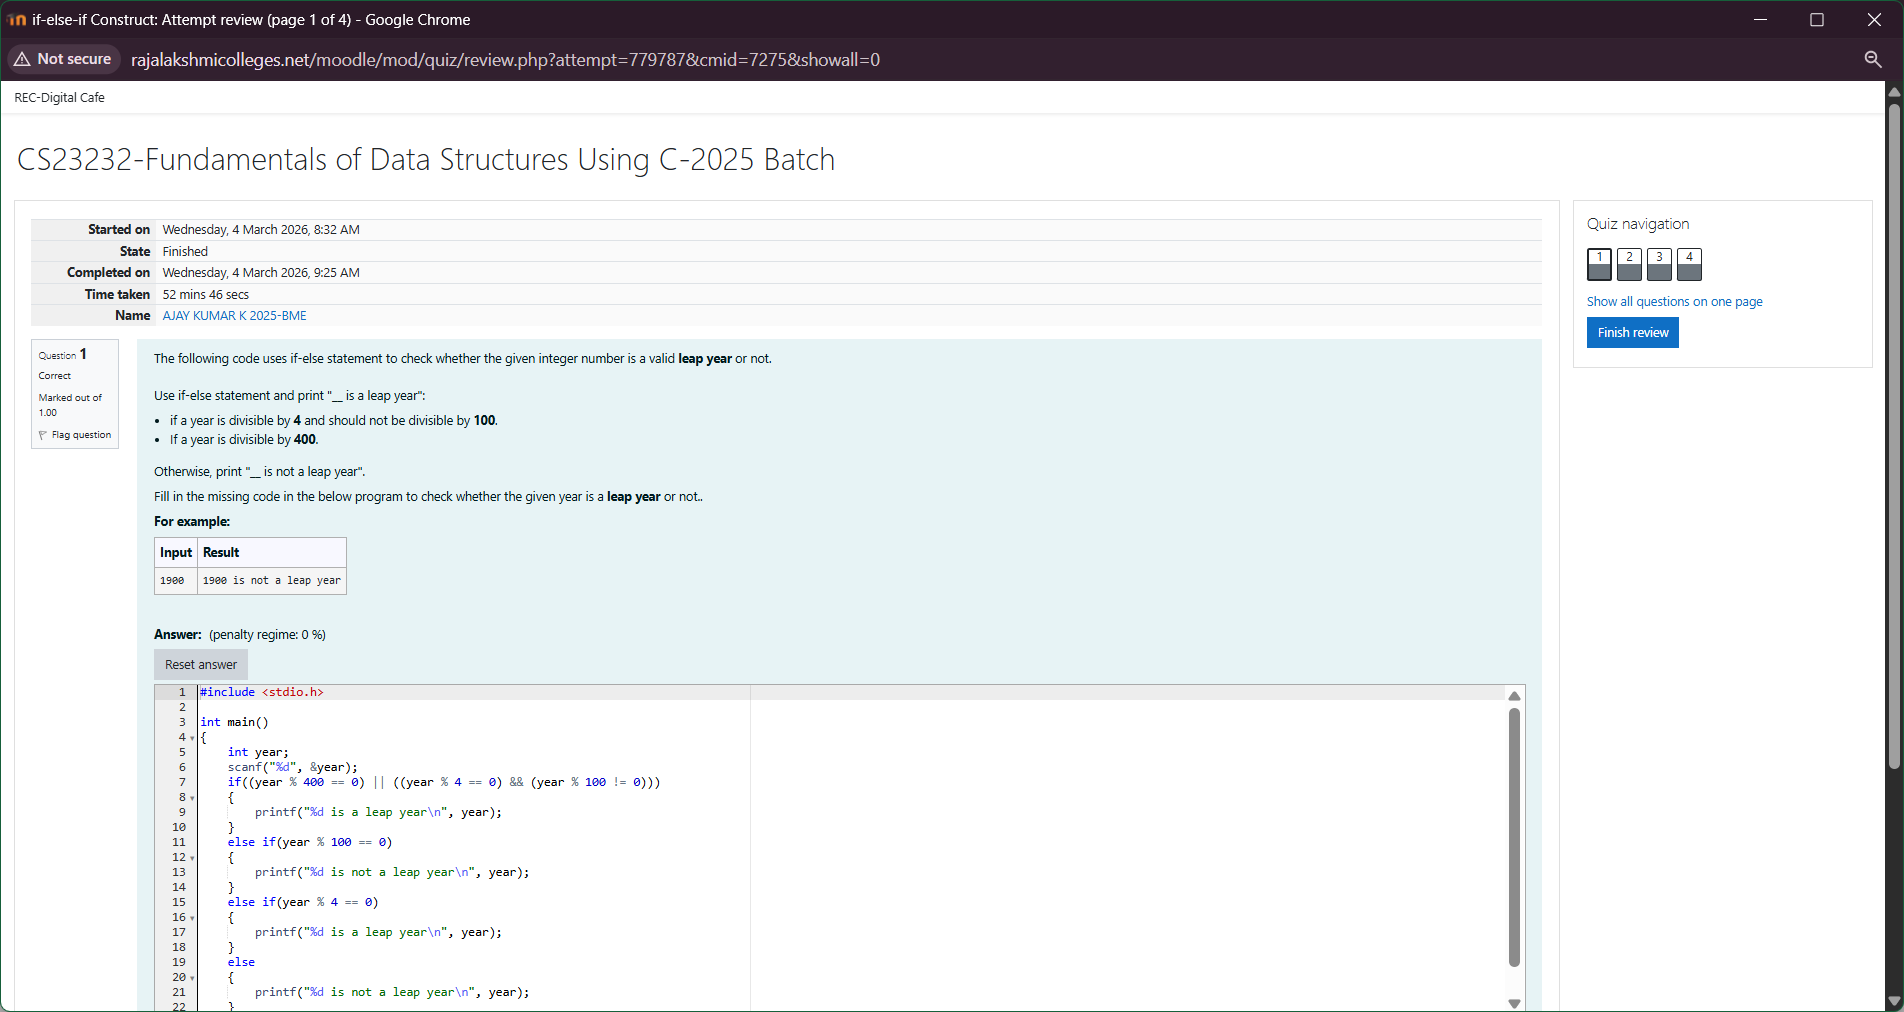 if-else-if Construct: Attempt review (page 1 of 4) - Google Chrome
Not secure rajalakshmicolleges.net/moodle/mod/quiz/review.php?attempt=779787&cmid=7275&showall=0
REC-Digital Cafe
CS23232-Fundamentals of Data Structures Using C-2025 Batch
Started on Wednesday, 4 March 2026, 8:32 AM
State Finished
Completed on Wednesday, 4 March 2026, 9:25 AM
Time taken 52 mins 46 secs
Name AJAY KUMAR K 2025-BME
Question 1
Correct
Marked out of
1.00
Flag question
The following code uses if-else statement to check whether the given integer number is a valid leap year or not.
Use if-else statement and print "__ is a leap year":
• if a year is divisible by 4 and should not be divisible by 100.
• If a year is divisible by 400.
Otherwise, print "__ is not a leap year".
Fill in the missing code in the below program to check whether the given year is a leap year or not..
For example:
Input Result
1900 1900 is not a leap year
Answer: (penalty regime: 0 %)
Reset answer
1 #include <stdio.h>
2
3 int main()
4 {
5     int year;
6     scanf("%d", &year);
7     if((year % 400 == 0) || ((year % 4 == 0) && (year % 100 != 0)))
8     {
9         printf("%d is a leap year\n", year);
10     }
11     else if(year % 100 == 0)
12     {
13         printf("%d is not a leap year\n", year);
14     }
15     else if(year % 4 == 0)
16     {
17         printf("%d is a leap year\n", year);
18     }
19     else
20     {
21         printf("%d is not a leap year\n", year);
22     }
Quiz navigation
1 2 3 4
Show all questions on one page
Finish review